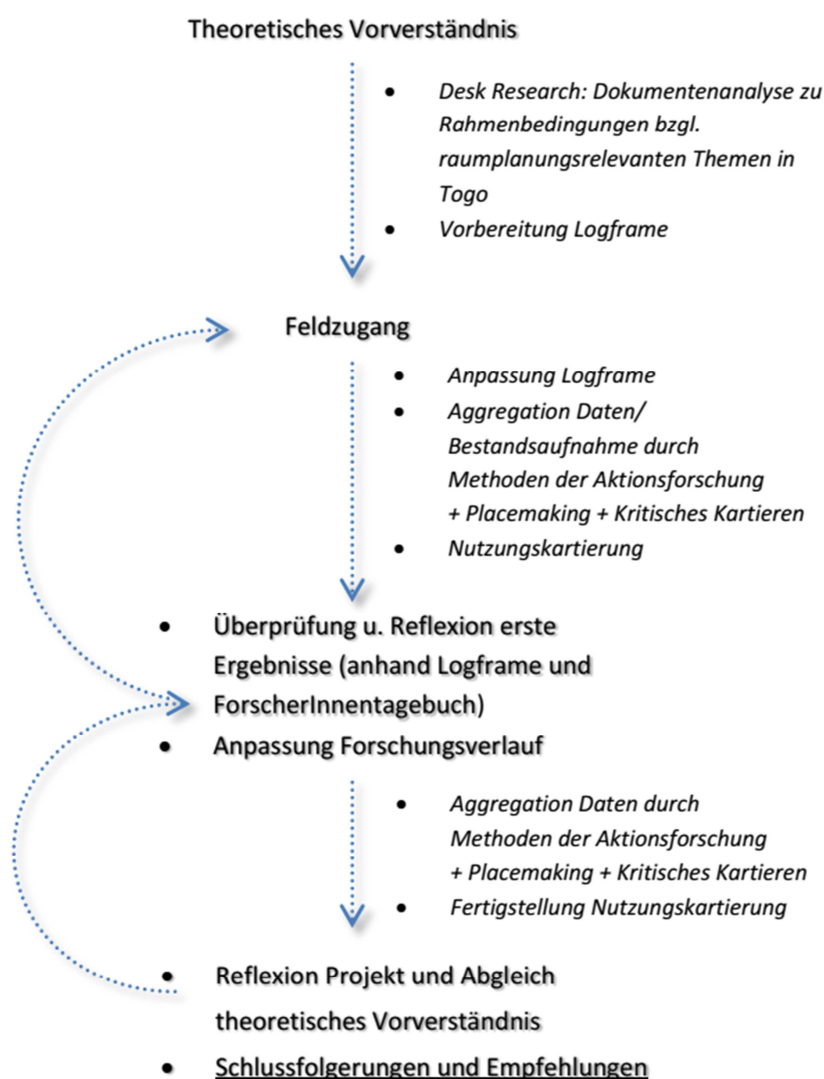 Theoretisches Vorverständnis
• Desk Research: Dokumentenanalyse zu
Rahmenbedingungen bzgl.
raumplanungsrelevanten Themen in
Togo
• Vorbereitung Logframe
Feldzugang
• Anpassung Logframe
• Aggregation Daten/
Bestandsaufnahme durch
Methoden der Aktionsforschung
+ Placemaking + Kritisches Kartieren
• Nutzungskartierung
• Überprüfung u. Reflexion erste
Ergebnisse (anhand Logframe und
ForscherInnentagebuch)
• Anpassung Forschungsverlauf
• Aggregation Daten durch
Methoden der Aktionsforschung
+ Placemaking + Kritisches Kartieren
• Fertigstellung Nutzungskartierung
• Reflexion Projekt und Abgleich
theoretisches Vorverständnis
• Schlussfolgerungen und Empfehlungen